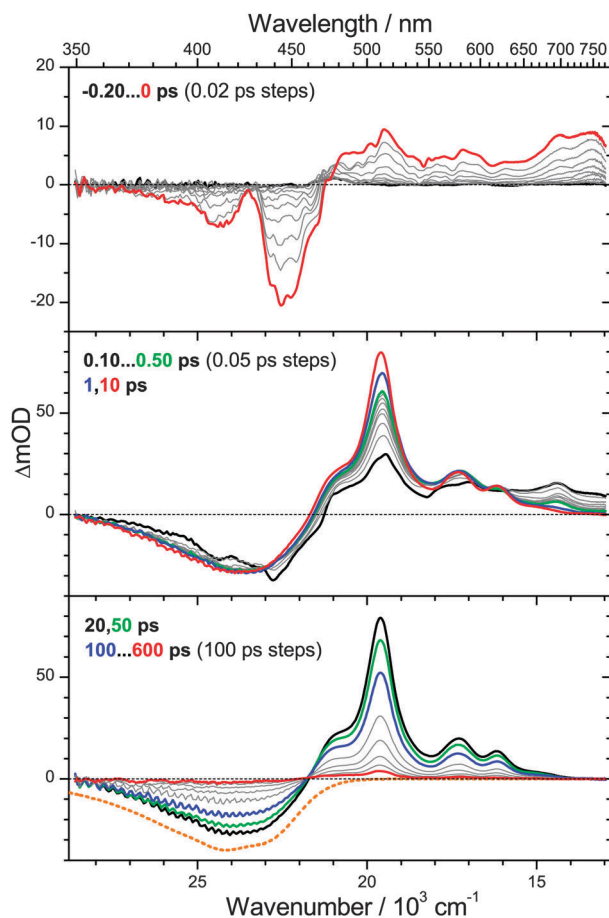 Wavelength / nm
350 400 450 500 550 600 650 700 750
20
-0.20...0 ps (0.02 ps steps)
10
0
-10
-20
0.10...0.50 ps (0.05 ps steps)
1,10 ps
50
ΔmOD
0
20,50 ps
100...600 ps (100 ps steps)
50
0
25 20 15
Wavenumber / 10³ cm⁻¹